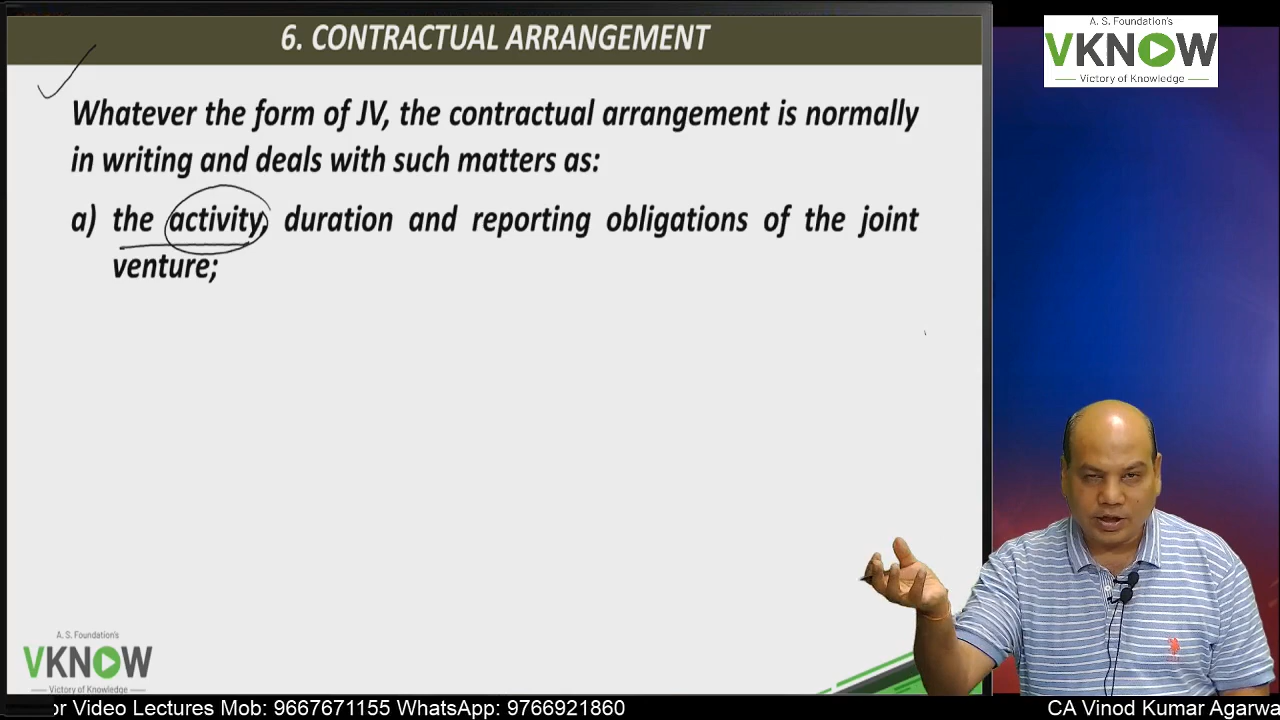 6. CONTRACTUAL ARRANGEMENT
A. S. Foundation's
VKNOW
Victory of Knowledge
Whatever the form of JV, the contractual arrangement is normally
in writing and deals with such matters as:
a) the activity, duration and reporting obligations of the joint
venture;
A. S. Foundation's
VKNOW
Victory of Knowledge
or Video Lectures Mob: 9667671155 WhatsApp: 9766921860
CA Vinod Kumar Agarwa